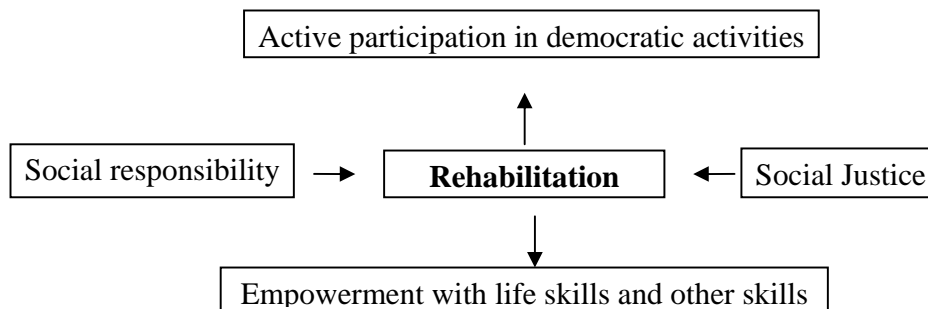 Active participation in democratic activities
Social responsibility
Rehabilitation
Social Justice
Empowerment with life skills and other skills